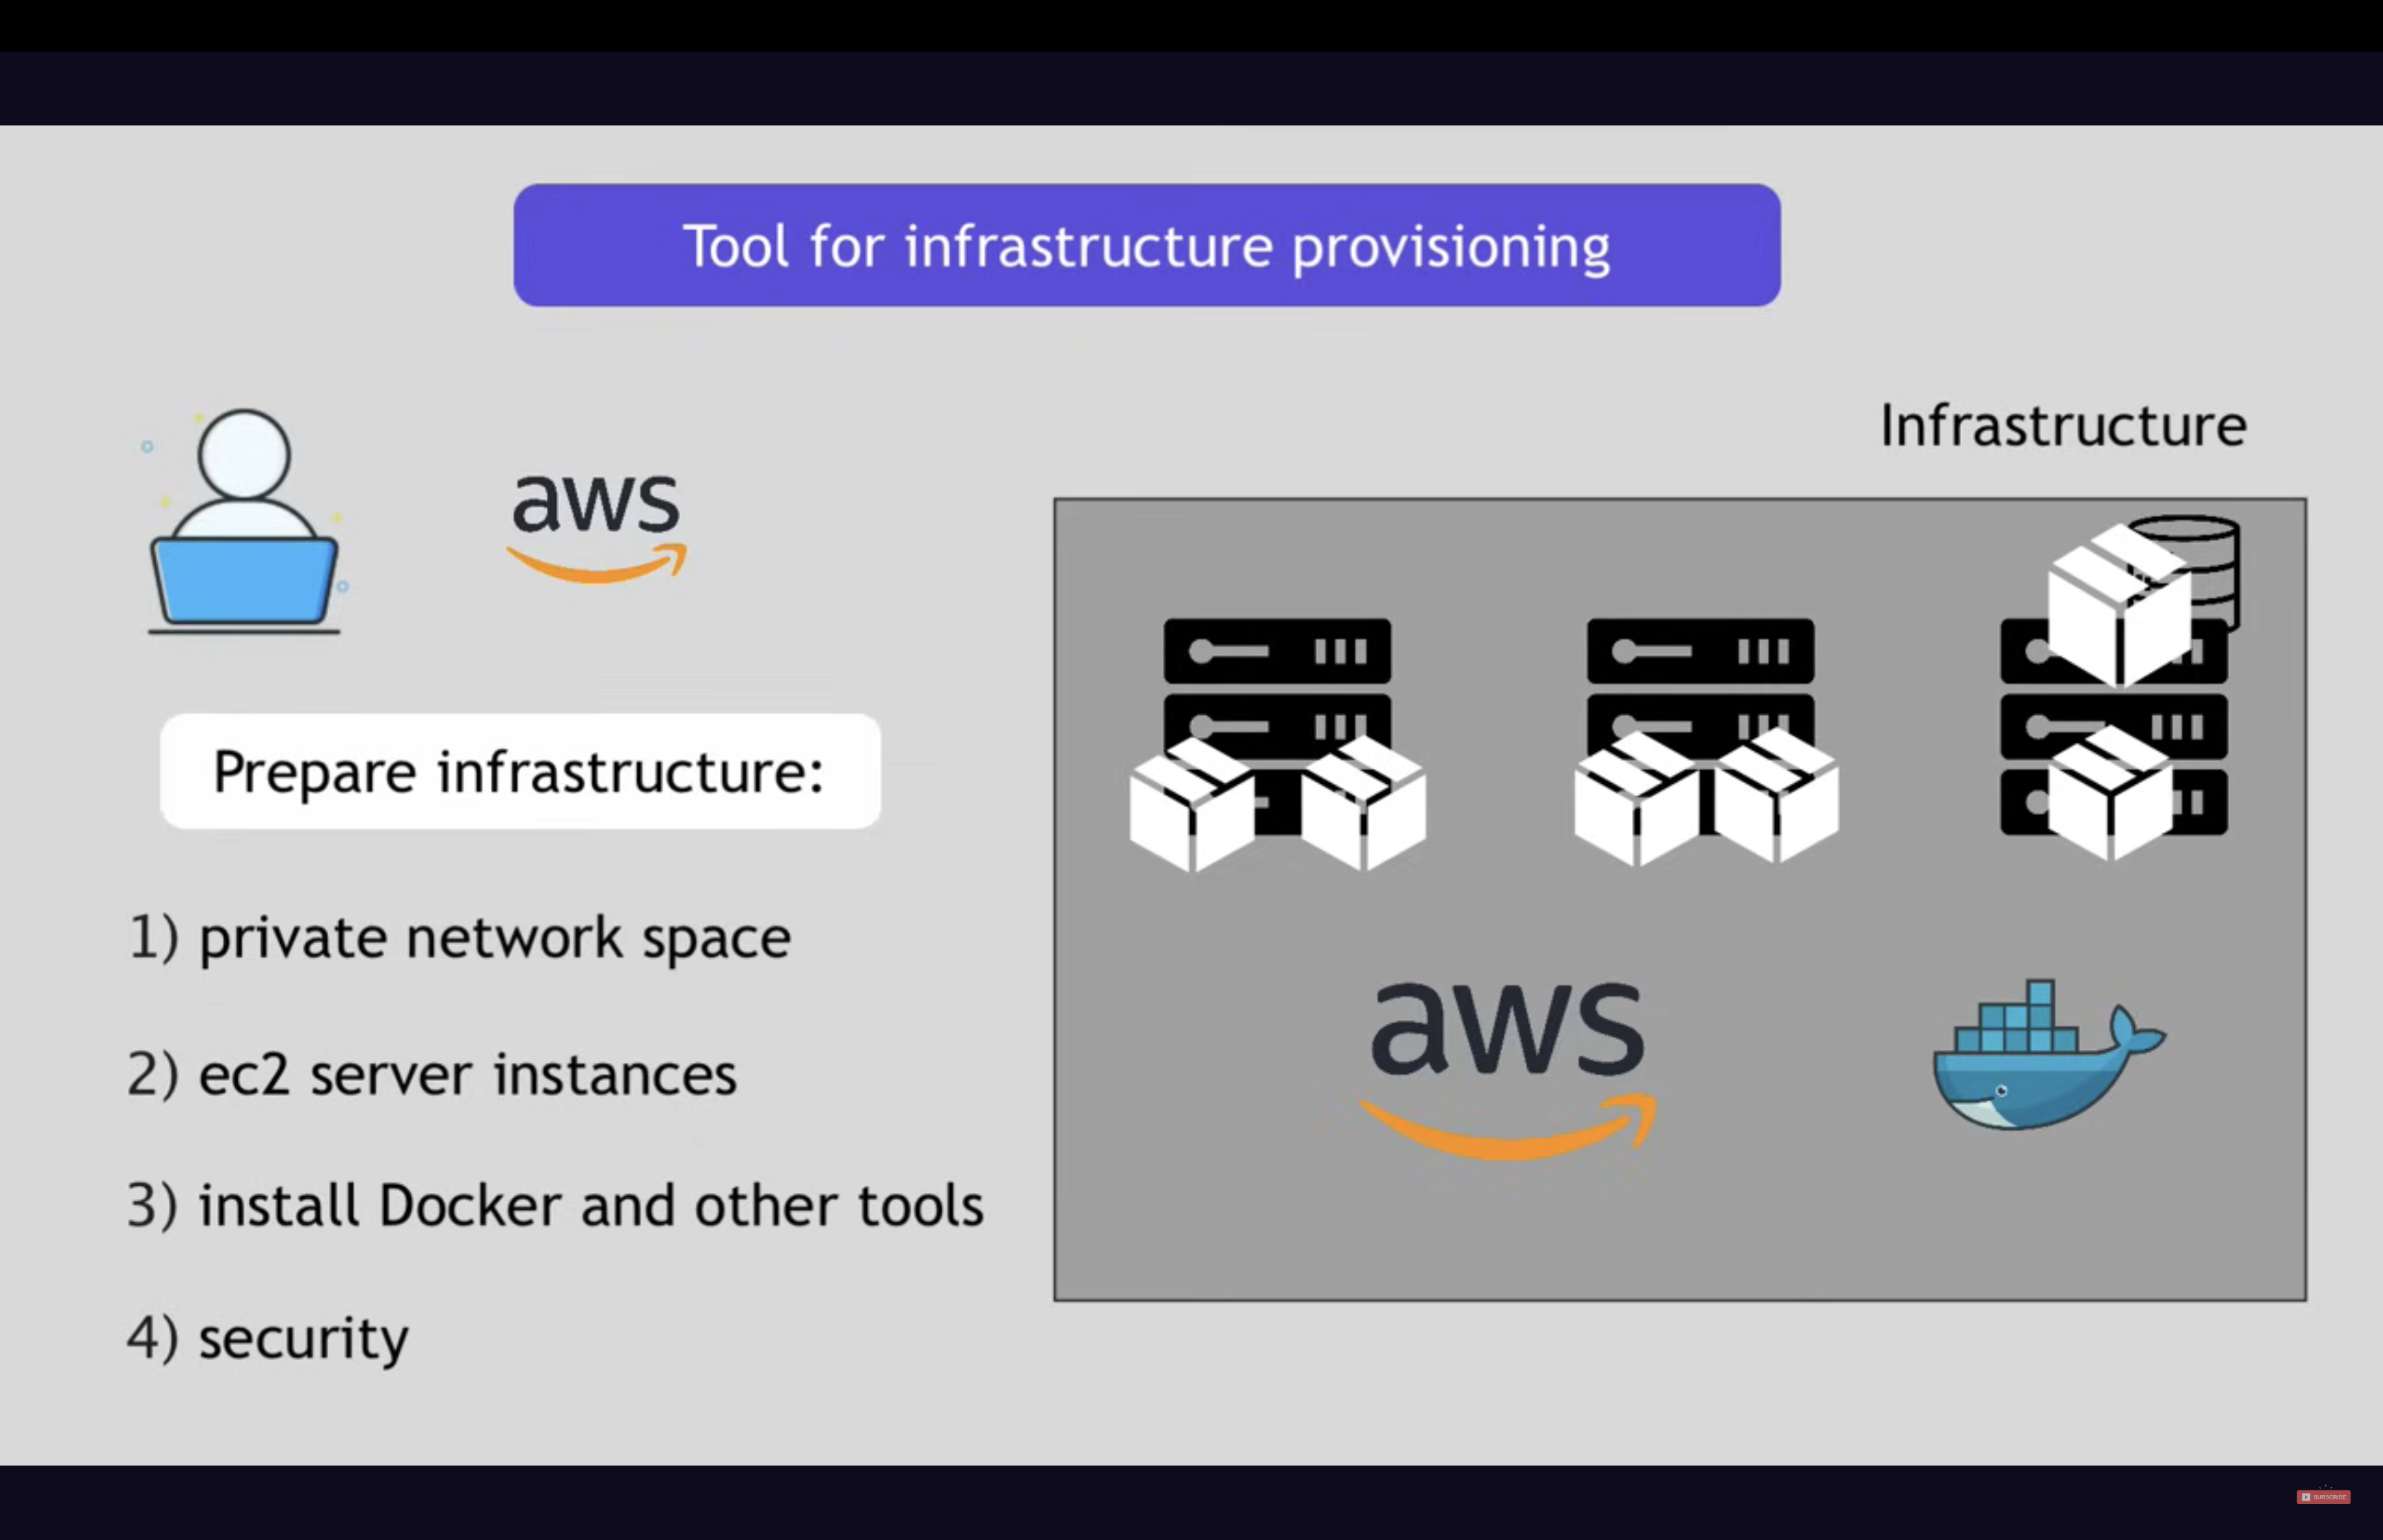 Tool for infrastructure provisioning
Infrastructure
aws
Prepare infrastructure:
1) private network space
2) ec2 server instances
3) install Docker and other tools
4) security
aws
SUBSCRIBE